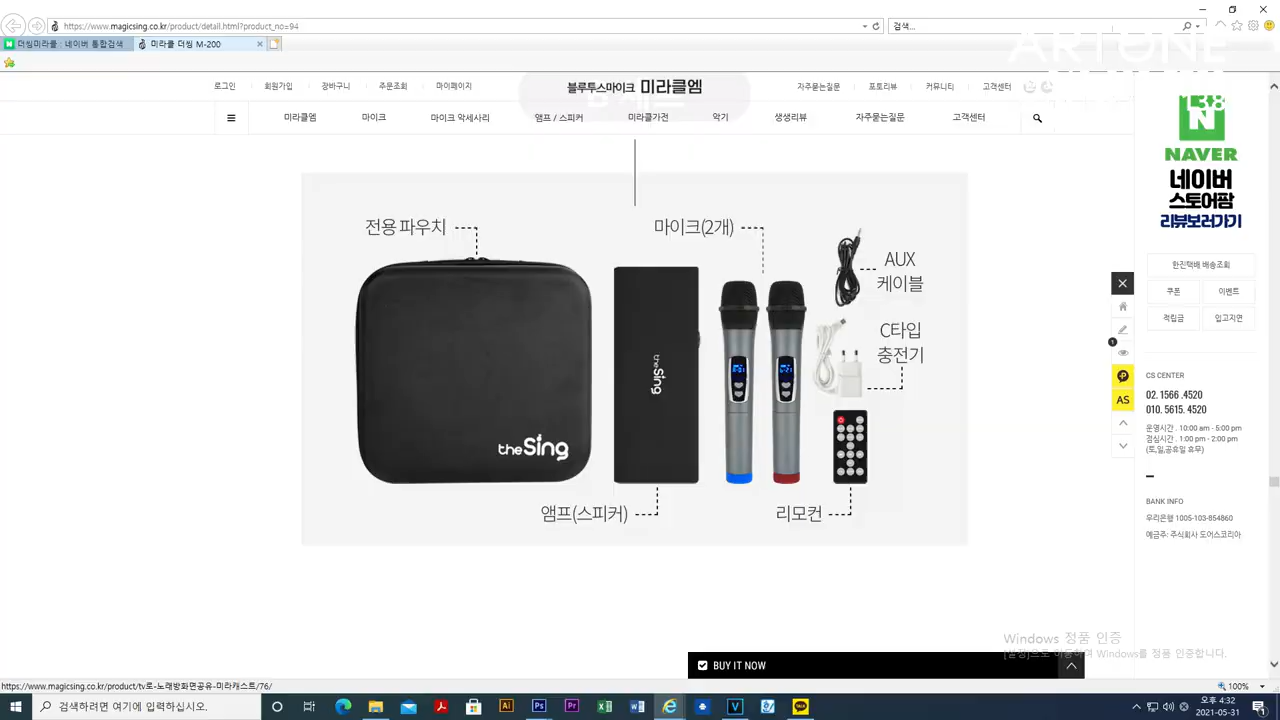 https://www.magicsing.co.kr/product/detail.html?product_no=94
검색...
더씽미라클 : 네이버 통합검색
미라클 더씽 M-200
ARTONE
로그인
회원가입
장바구니
주문조회
마이페이지
블루투스마이크 미라클엠
자주묻는질문
포토리뷰
커뮤니티
고객센터
미라클엠
마이크
마이크 악세사리
앰프 / 스피커
미라클가전
악기
생생리뷰
자주묻는질문
고객센터
138
N
NAVER
네이버
스토어팜
리뷰보러가기
전용 파우치
마이크(2개)
AUX
케이블
C타입
충전기
theSing
theSing
앰프(스피커)
리모컨
한진택배 배송조회
쿠폰
이벤트
적립금
입고지연
1
P
AS
CS CENTER
02. 1566 .4520
010. 5615. 4520
운영시간 . 10:00 am - 5:00 pm
점심시간 . 1:00 pm - 2:00 pm
(토,일,공휴일 휴무)
BANK INFO
우리은행 1005-103-854860
예금주: 주식회사 도어스코리아
Windows 정품 인증
[설정]으로 이동하여 Windows를 정품 인증합니다.
BUY IT NOW
https://www.magicsing.co.kr/product/tv로-노래방화면공유-미라캐스트/76/
100%
검색하려면 여기에 입력하십시오.
오후 4:32
2021-05-31